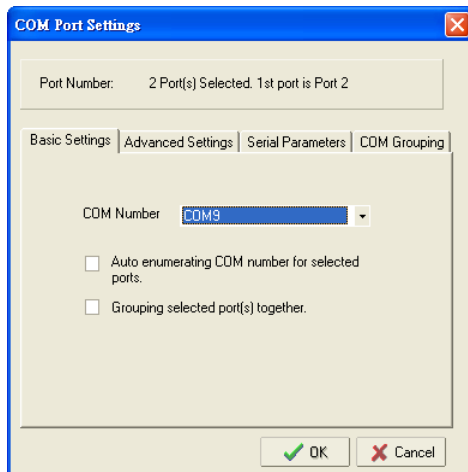 COM Port Settings
Port Number: 2 Port(s) Selected. 1st port is Port 2
Basic Settings Advanced Settings Serial Parameters COM Grouping
COM Number COM9
Auto enumerating COM number for selected
ports.
Grouping selected port(s) together.
OK Cancel